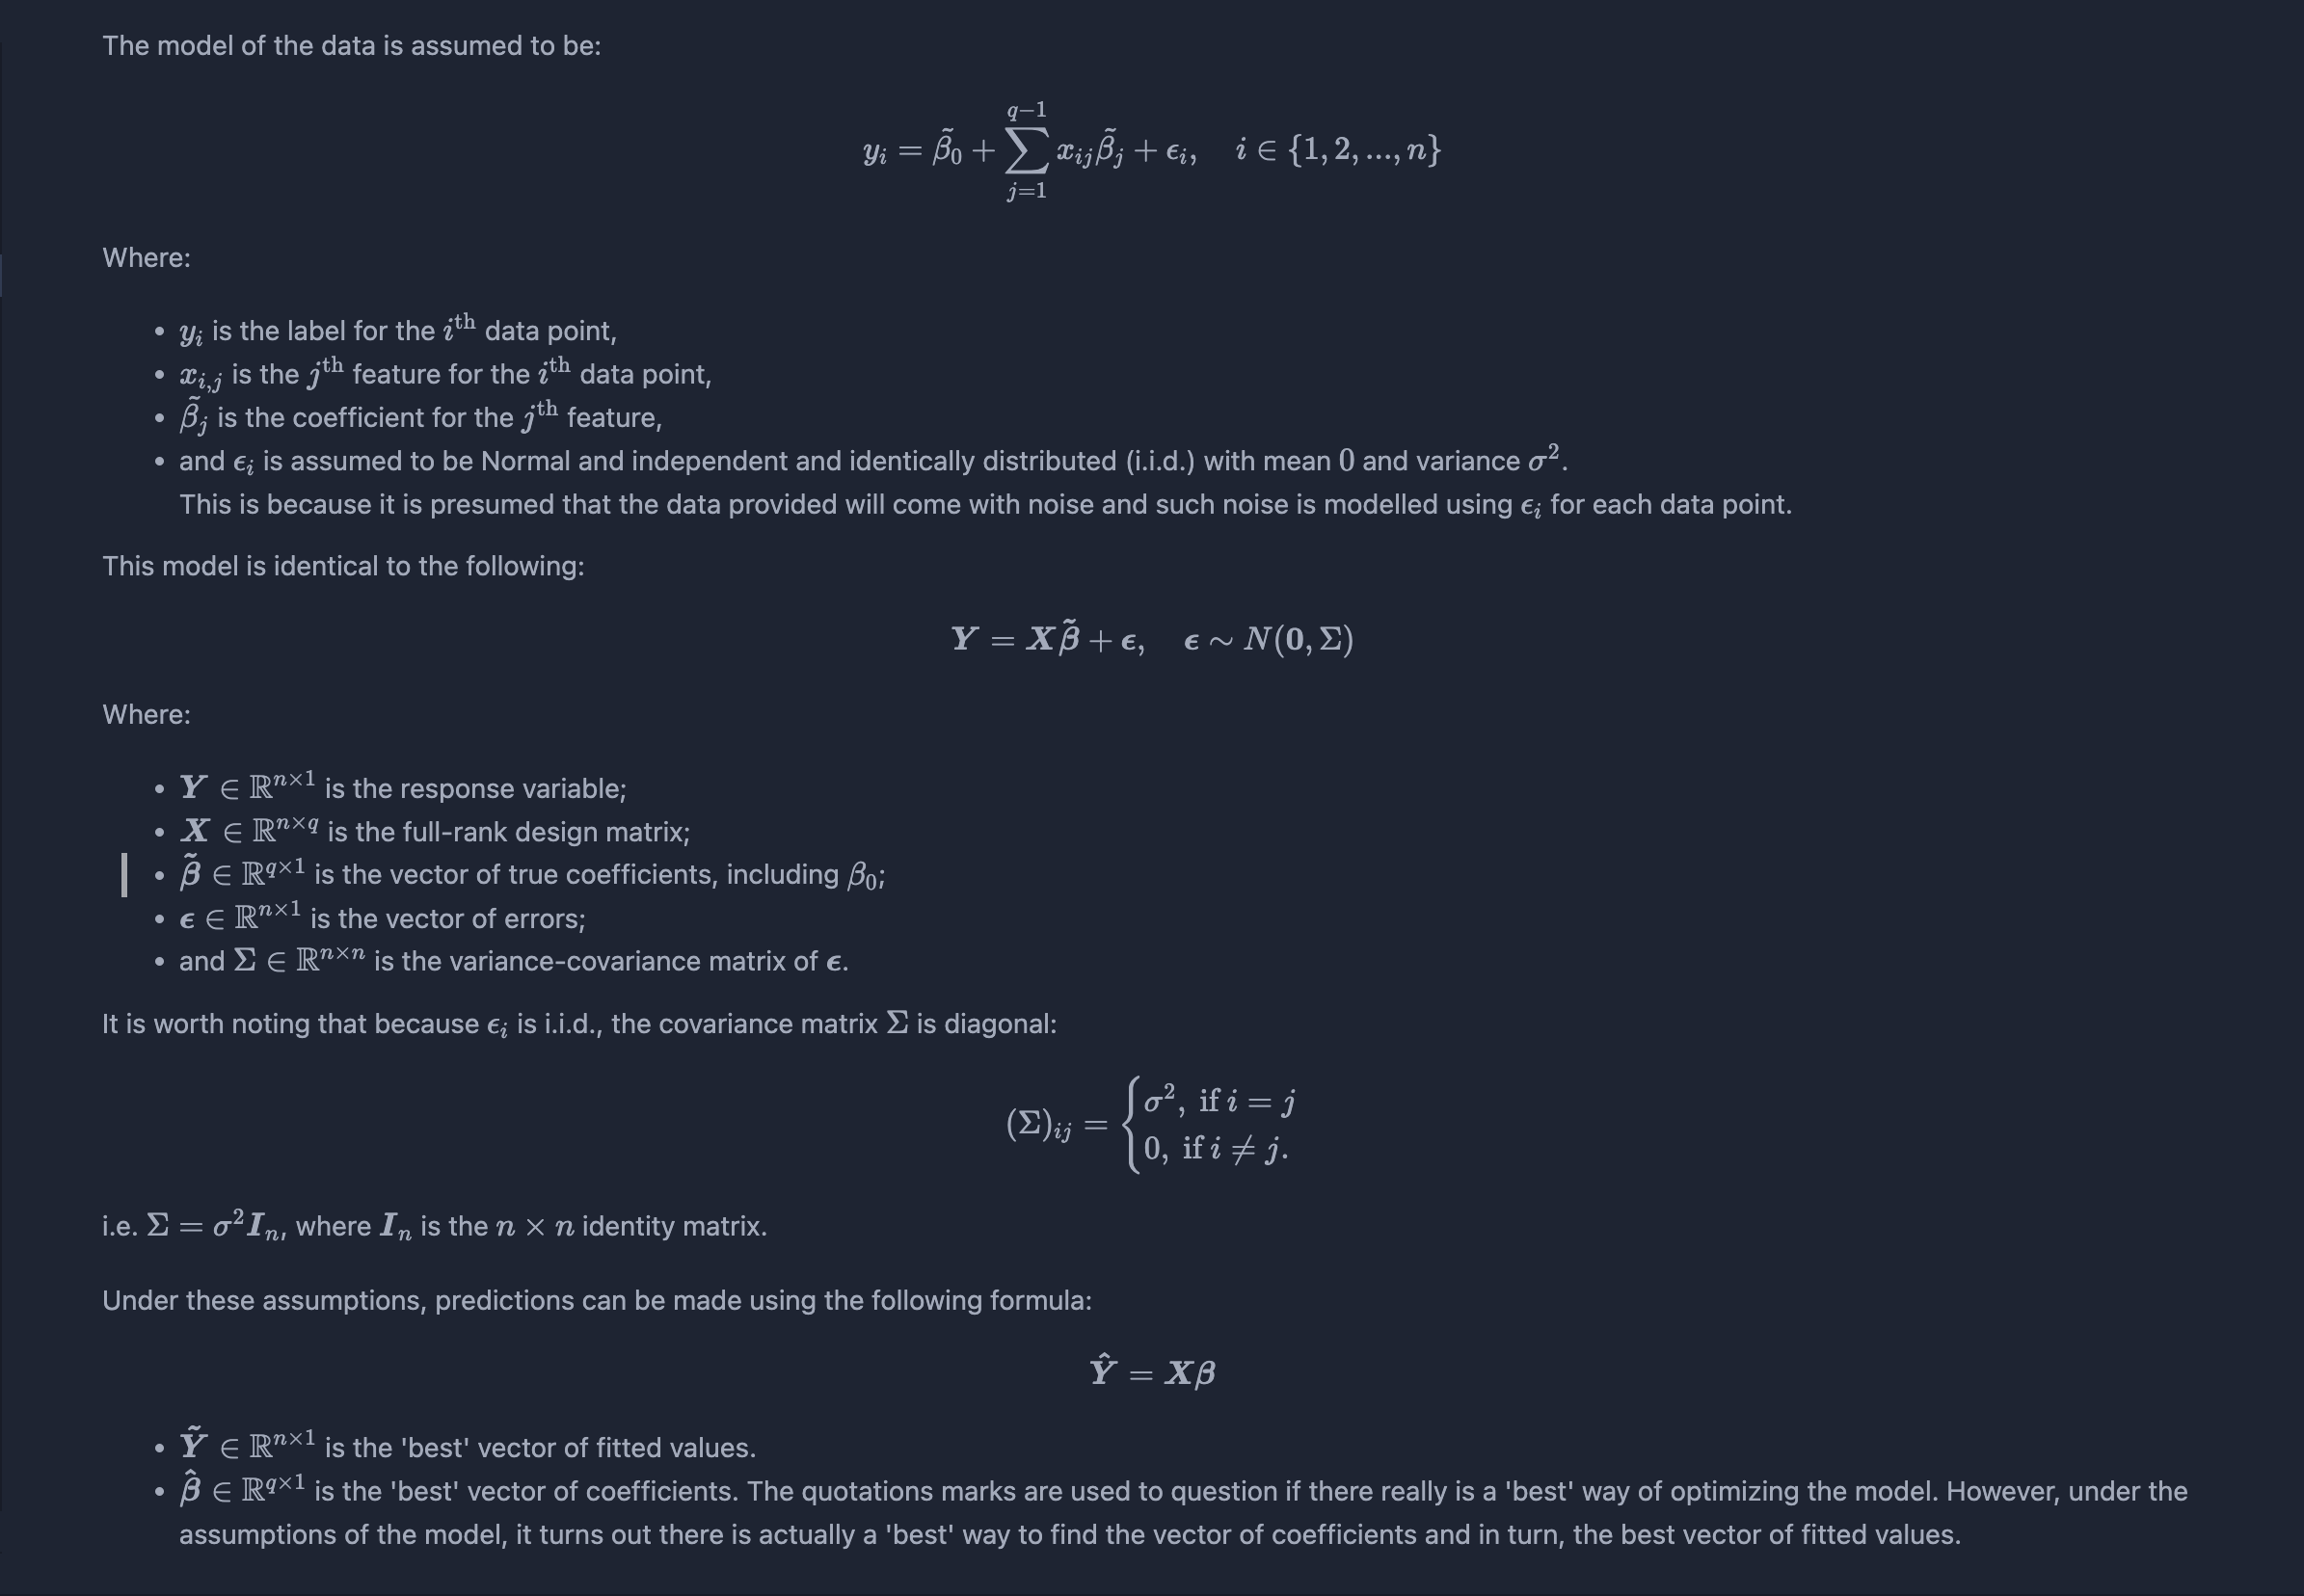 The model of the data is assumed to be:
$$y_i = \tilde{\beta}_0 + \sum_{j=1}^{q-1} x_{ij}\tilde{\beta}_j + \epsilon_i, \quad i \in \{1, 2, ..., n\}$$
Where:
• $y_i$ is the label for the $i^{\text{th}}$ data point,
• $x_{i,j}$ is the $j^{\text{th}}$ feature for the $i^{\text{th}}$ data point,
• $\tilde{\beta}_j$ is the coefficient for the $j^{\text{th}}$ feature,
• and $\epsilon_i$ is assumed to be Normal and independent and identically distributed (i.i.d.) with mean $0$ and variance $\sigma^2$.
This is because it is presumed that the data provided will come with noise and such noise is modelled using $\epsilon_i$ for each data point.
This model is identical to the following:
$$\boldsymbol{Y} = \boldsymbol{X}\tilde{\boldsymbol{\beta}} + \boldsymbol{\epsilon}, \quad \boldsymbol{\epsilon} \sim N(\boldsymbol{0}, \Sigma)$$
Where:
• $\boldsymbol{Y} \in \mathbb{R}^{n \times 1}$ is the response variable;
• $\boldsymbol{X} \in \mathbb{R}^{n \times q}$ is the full-rank design matrix;
• $\tilde{\boldsymbol{\beta}} \in \mathbb{R}^{q \times 1}$ is the vector of true coefficients, including $\beta_0$;
• $\boldsymbol{\epsilon} \in \mathbb{R}^{n \times 1}$ is the vector of errors;
• and $\Sigma \in \mathbb{R}^{n \times n}$ is the variance-covariance matrix of $\boldsymbol{\epsilon}$.
It is worth noting that because $\epsilon_i$ is i.i.d., the covariance matrix $\Sigma$ is diagonal:
$$(\Sigma)_{ij} = \begin{cases} \sigma^2, \text{ if } i = j \\ 0, \text{ if } i \neq j. \end{cases}$$
i.e. $\Sigma = \sigma^2 \boldsymbol{I}_n$, where $\boldsymbol{I}_n$ is the $n \times n$ identity matrix.
Under these assumptions, predictions can be made using the following formula:
$$\hat{\boldsymbol{Y}} = \boldsymbol{X}\boldsymbol{\beta}$$
• $\tilde{\boldsymbol{Y}} \in \mathbb{R}^{n \times 1}$ is the 'best' vector of fitted values.
• $\hat{\boldsymbol{\beta}} \in \mathbb{R}^{q \times 1}$ is the 'best' vector of coefficients. The quotations marks are used to question if there really is a 'best' way of optimizing the model. However, under the
assumptions of the model, it turns out there is actually a 'best' way to find the vector of coefficients and in turn, the best vector of fitted values.